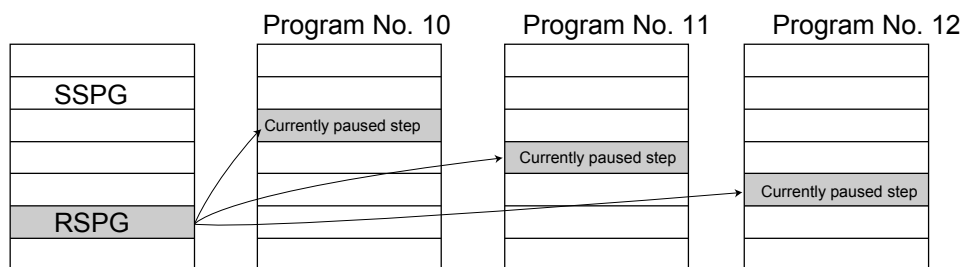 Program No. 10 Program No. 11 Program No. 12
SSPG
Currently paused step
Currently paused step
Currently paused step
RSPG